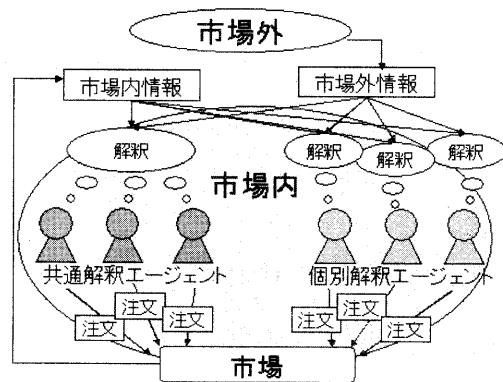 市場外
市場内情報
市場外情報
解釈
解釈
解釈
解釈
市場内
共通解釈エージェント
個別解釈エージェント
注文
注文
注文
注文
注文
注文
市場